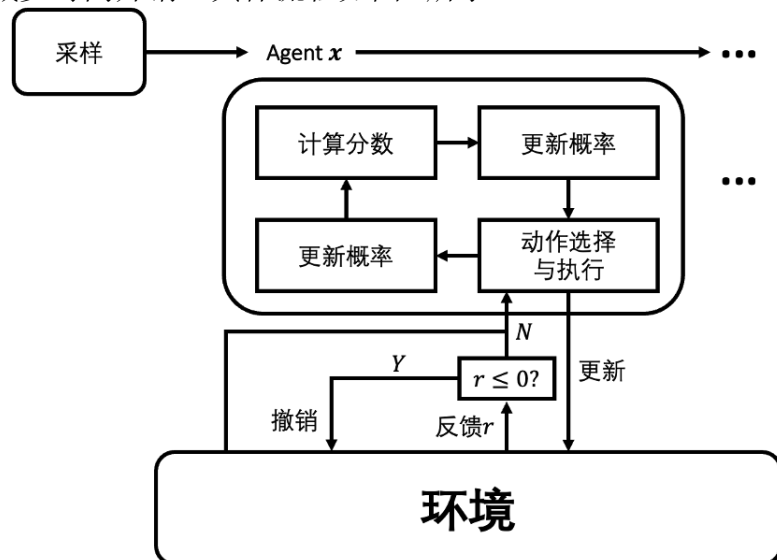 采样
Agent x
...
计算分数
更新概率
...
更新概率
动作选择
与执行
N
Y
r ≤ 0?
更新
撤销
反馈r
环境